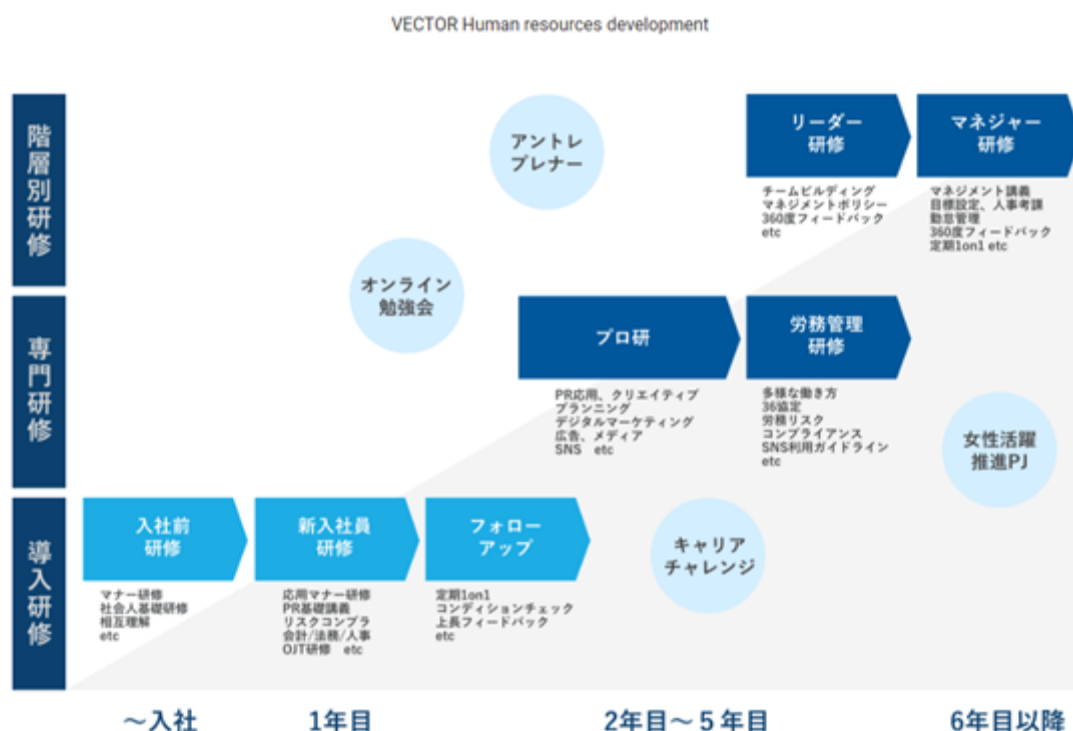 VECTOR Human resources development
階層別研修
アントレ
プレナー
リーダー
研修
チームビルディング
マネジメントポリシー
360度フィードバック
etc
マネジャー
研修
マネジメント講義
目標設定、人事考課
勤怠管理
360度フィードバック
定期1on1 etc
オンライン
勉強会
専門研修
プロ研
PR応用、クリエイティブ
プランニング
デジタルマーケティング
広告、メディア
SNS etc
労務管理
研修
多様な働き方
36協定
労務リスク
コンプライアンス
SNS利用ガイドライン
etc
女性活躍
推進PJ
導入研修
入社前
研修
マナー研修
社会人基礎研修
相互理解
etc
新入社員
研修
応用マナー研修
PR基礎講義
リスクコンプラ
会計/法務/人事
OJT研修 etc
フォロー
アップ
定期1on1
コンディションチェック
上長フィードバック
etc
キャリア
チャレンジ
～入社
1年目
2年目～5年目
6年目以降